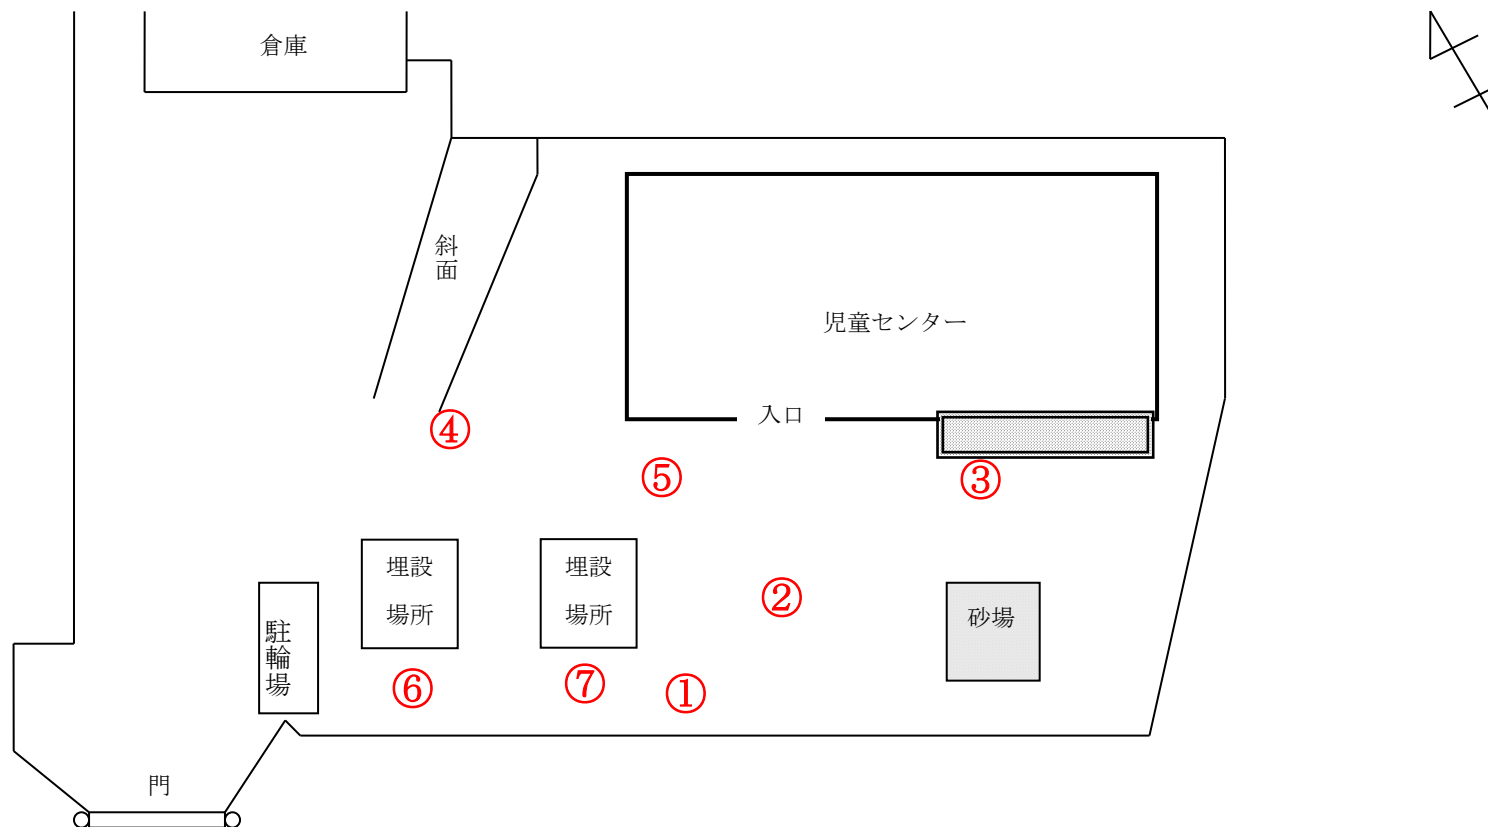 倉庫
斜面
児童センター
入口
④
⑤
③
埋設
場所
埋設
場所
②
砂場
駐輪場
⑥
⑦
①
門